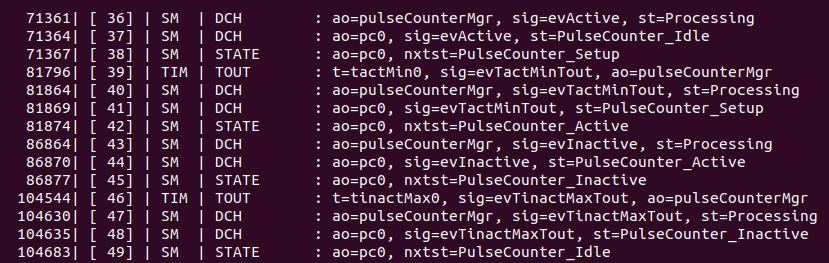 71361| [ 36] | SM | DCH : ao=pulseCounterMgr, sig=evActive, st=Processing
71364| [ 37] | SM | DCH : ao=pc0, sig=evActive, st=PulseCounter_Idle
71367| [ 38] | SM | STATE : ao=pc0, nxtst=PulseCounter_Setup
81796| [ 39] | TIM | TOUT : t=tactMin0, sig=evTactMinTout, ao=pulseCounterMgr
81864| [ 40] | SM | DCH : ao=pulseCounterMgr, sig=evTactMinTout, st=Processing
81869| [ 41] | SM | DCH : ao=pc0, sig=evTactMinTout, st=PulseCounter_Setup
81874| [ 42] | SM | STATE : ao=pc0, nxtst=PulseCounter_Active
86864| [ 43] | SM | DCH : ao=pulseCounterMgr, sig=evInactive, st=Processing
86870| [ 44] | SM | DCH : ao=pc0, sig=evInactive, st=PulseCounter_Active
86877| [ 45] | SM | STATE : ao=pc0, nxtst=PulseCounter_Inactive
104544| [ 46] | TIM | TOUT : t=tinactMax0, sig=evTinactMaxTout, ao=pulseCounterMgr
104630| [ 47] | SM | DCH : ao=pulseCounterMgr, sig=evTinactMaxTout, st=Processing
104635| [ 48] | SM | DCH : ao=pc0, sig=evTinactMaxTout, st=PulseCounter_Inactive
104683| [ 49] | SM | STATE : ao=pc0, nxtst=PulseCounter_Idle